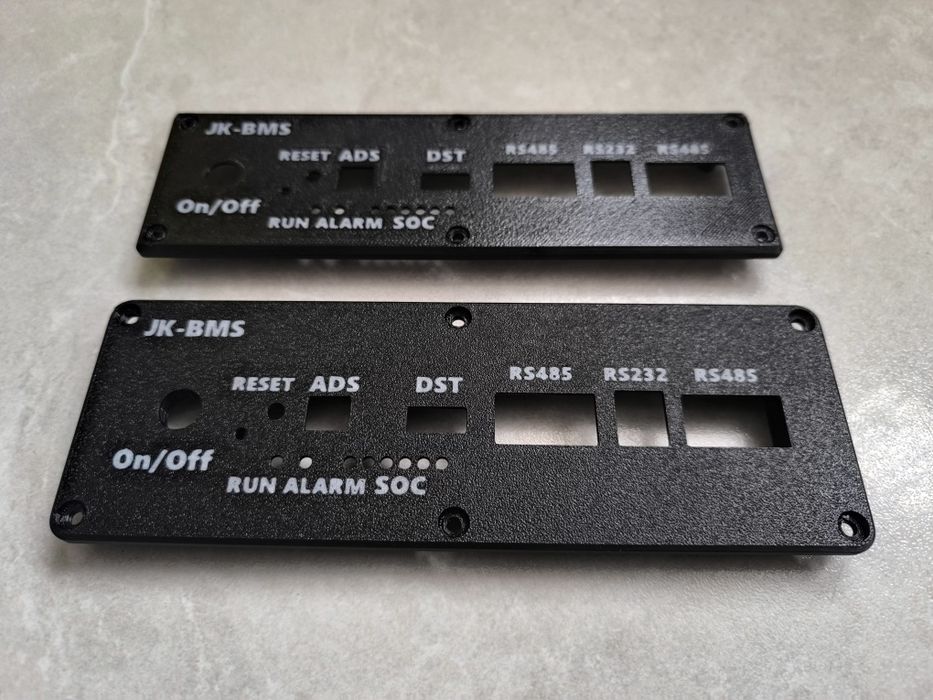 JK-BMS
RESET ADS DST RS485 RS232 RS485
On/Off
RUN ALARM SOC
JK-BMS
RESET ADS DST RS485 RS232 RS485
On/Off
RUN ALARM SOC